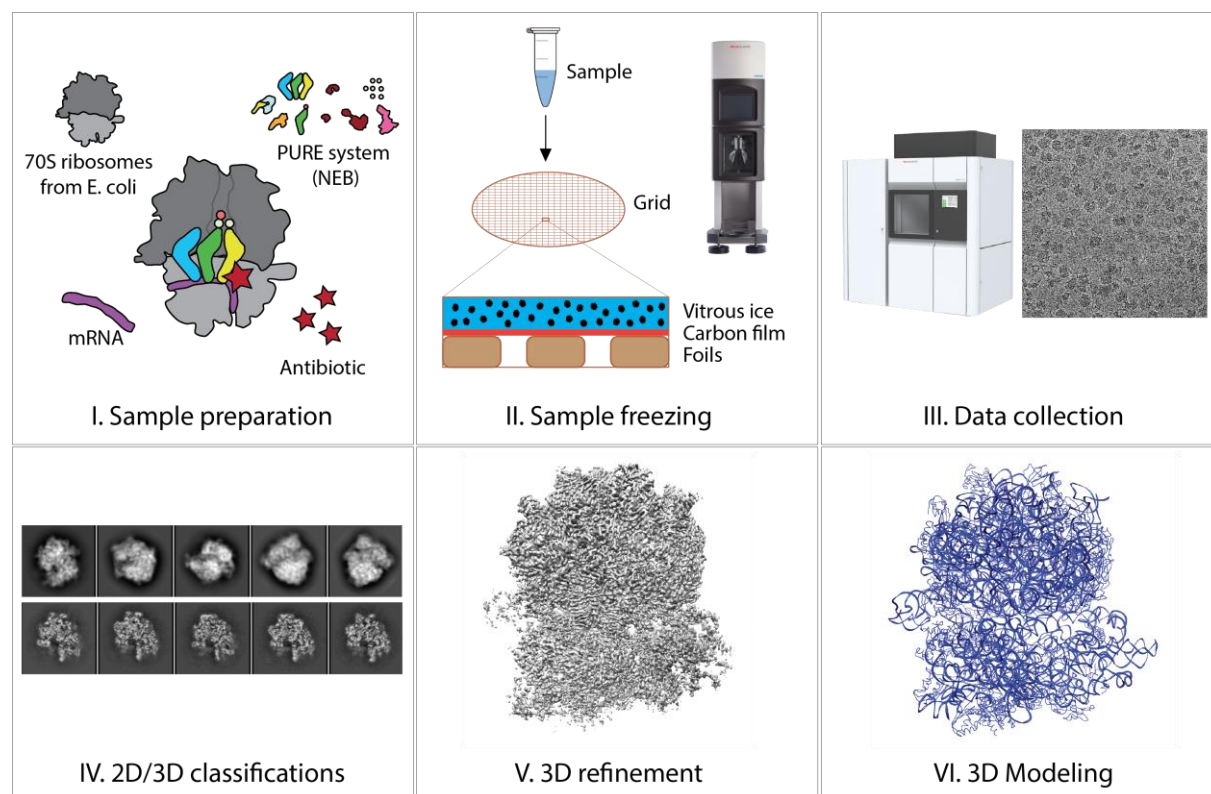 70S ribosomes
from E. coli
PURE system
(NEB)
mRNA
Antibiotic
I. Sample preparation
Sample
Grid
Vitrous ice
Carbon film
Foils
II. Sample freezing
III. Data collection
IV. 2D/3D classifications
V. 3D refinement
VI. 3D Modeling